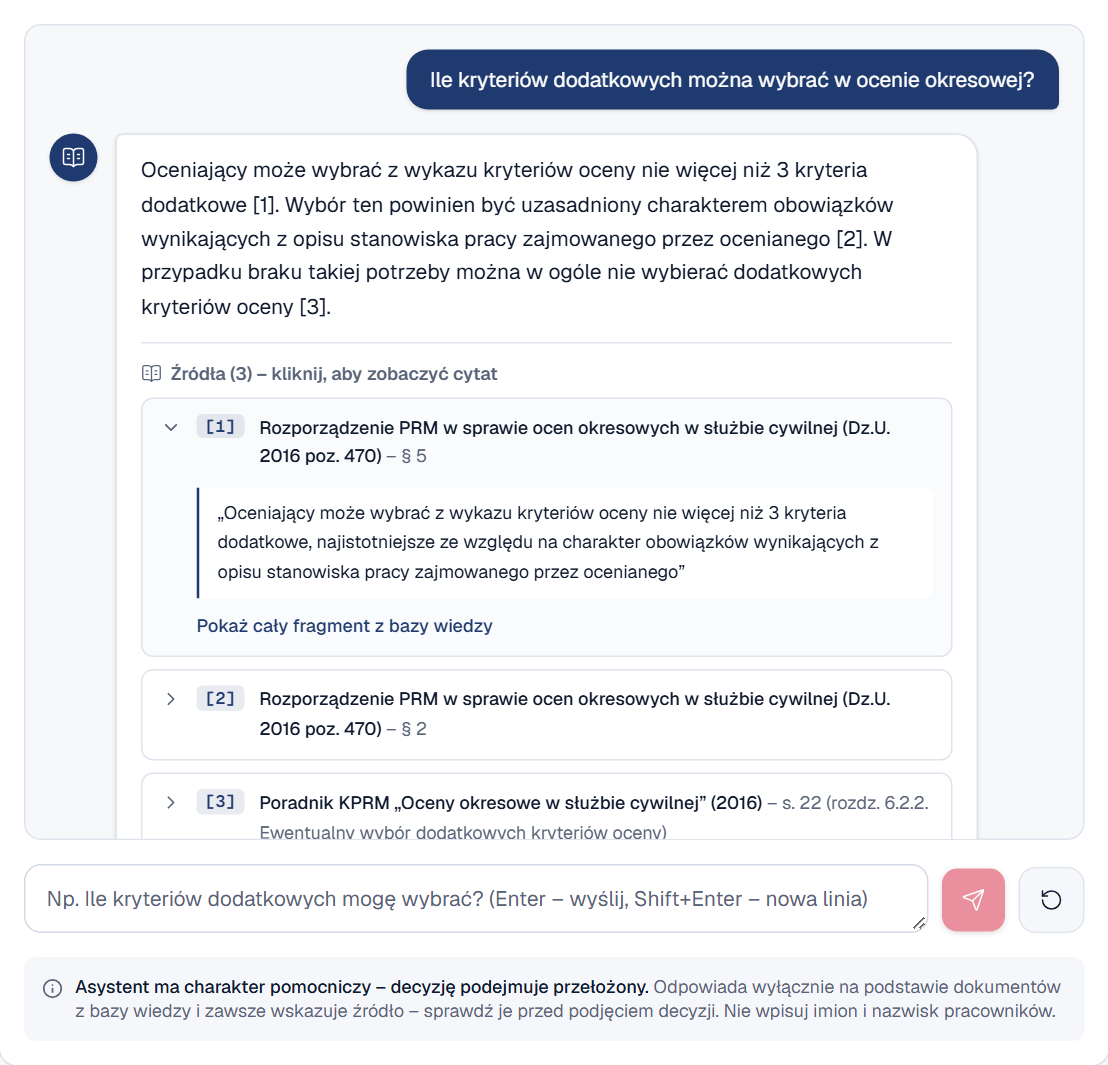 Ile kryteriów dodatkowych można wybrać w ocenie okresowej?
Oceniający może wybrać z wykazu kryteriów oceny nie więcej niż 3 kryteria
dodatkowe [1]. Wybór ten powinien być uzasadniony charakterem obowiązków
wynikających z opisu stanowiska pracy zajmowanego przez ocenianego [2]. W
przypadku braku takiej potrzeby można w ogóle nie wybierać dodatkowych
kryteriów oceny [3].
Źródła (3) – kliknij, aby zobaczyć cytat
[1] Rozporządzenie PRM w sprawie ocen okresowych w służbie cywilnej (Dz.U.
2016 poz. 470) – § 5
„Oceniający może wybrać z wykazu kryteriów oceny nie więcej niż 3 kryteria
dodatkowe, najistotniejsze ze względu na charakter obowiązków wynikających z
opisu stanowiska pracy zajmowanego przez ocenianego”
Pokaż cały fragment z bazy wiedzy
[2] Rozporządzenie PRM w sprawie ocen okresowych w służbie cywilnej (Dz.U.
2016 poz. 470) – § 2
[3] Poradnik KPRM „Oceny okresowe w służbie cywilnej” (2016) – s. 22 (rozdz. 6.2.2.
Ewentualny wybór dodatkowych kryteriów oceny)
Np. Ile kryteriów dodatkowych mogę wybrać? (Enter – wyślij, Shift+Enter – nowa linia)
Asystent ma charakter pomocniczy – decyzję podejmuje przełożony. Odpowiada wyłącznie na podstawie dokumentów
z bazy wiedzy i zawsze wskazuje źródło – sprawdź je przed podjęciem decyzji. Nie wpisuj imion i nazwisk pracowników.